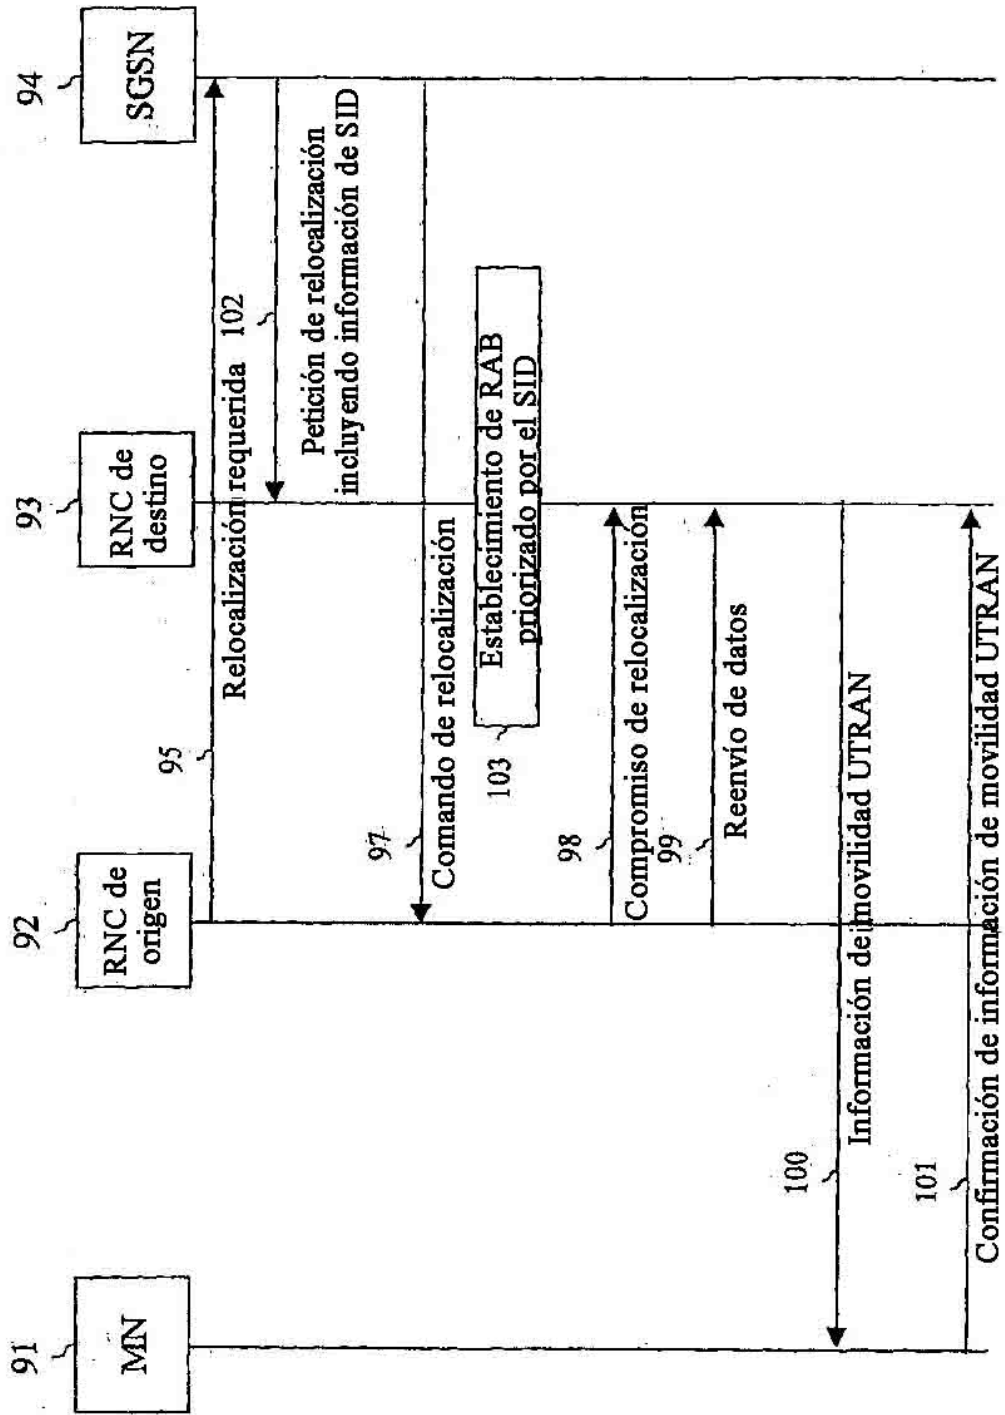 91
MN
92
RNC de
origen
93
RNC de
destino
94
SGSN
95
Relocalización requerida
102
Petición de relocalización
incluyendo información de SID
97
Comando de relocalización
103
Establecimiento de RAB
priorizado por el SID
98
Compromiso de relocalización
99
Reenvío de datos
100
Información de movilidad UTRAN
101
Confirmación de información de movilidad UTRAN